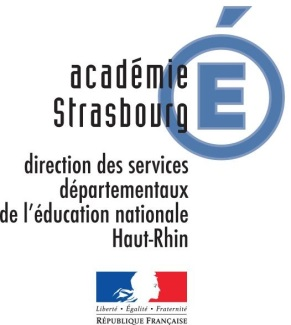 académie
Strasbourg
É
direction des services
départementaux
de l'éducation nationale
Haut-Rhin
Liberté • Égalité • Fraternité
RÉPUBLIQUE FRANÇAISE